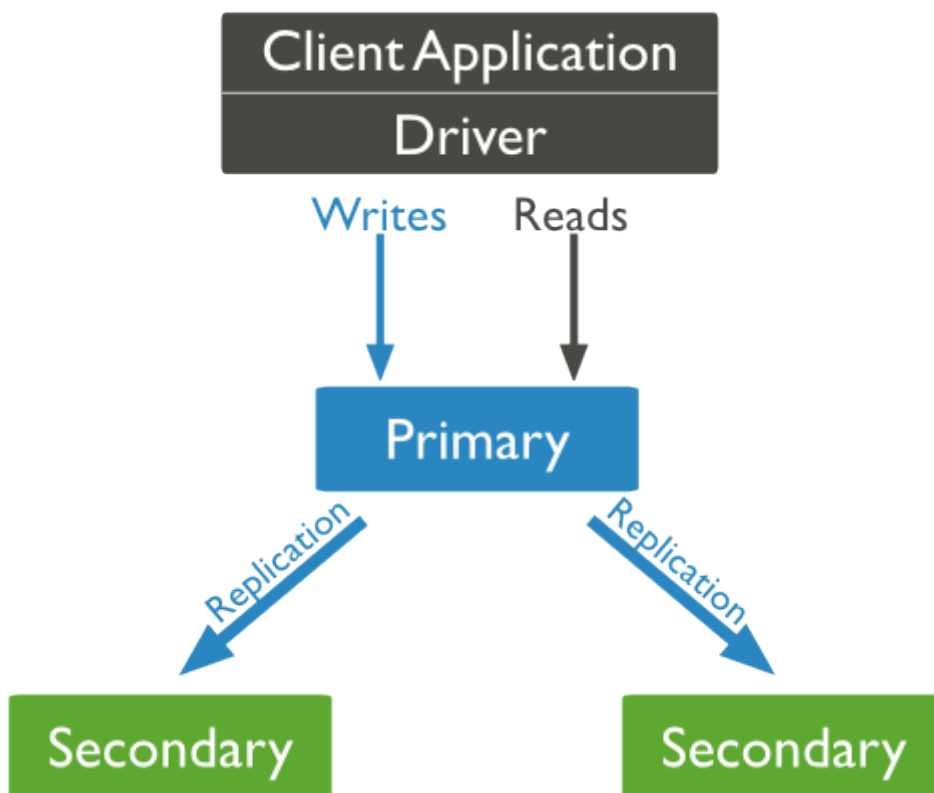 Client Application
Driver
Writes Reads
Primary
Replication Replication
Secondary Secondary